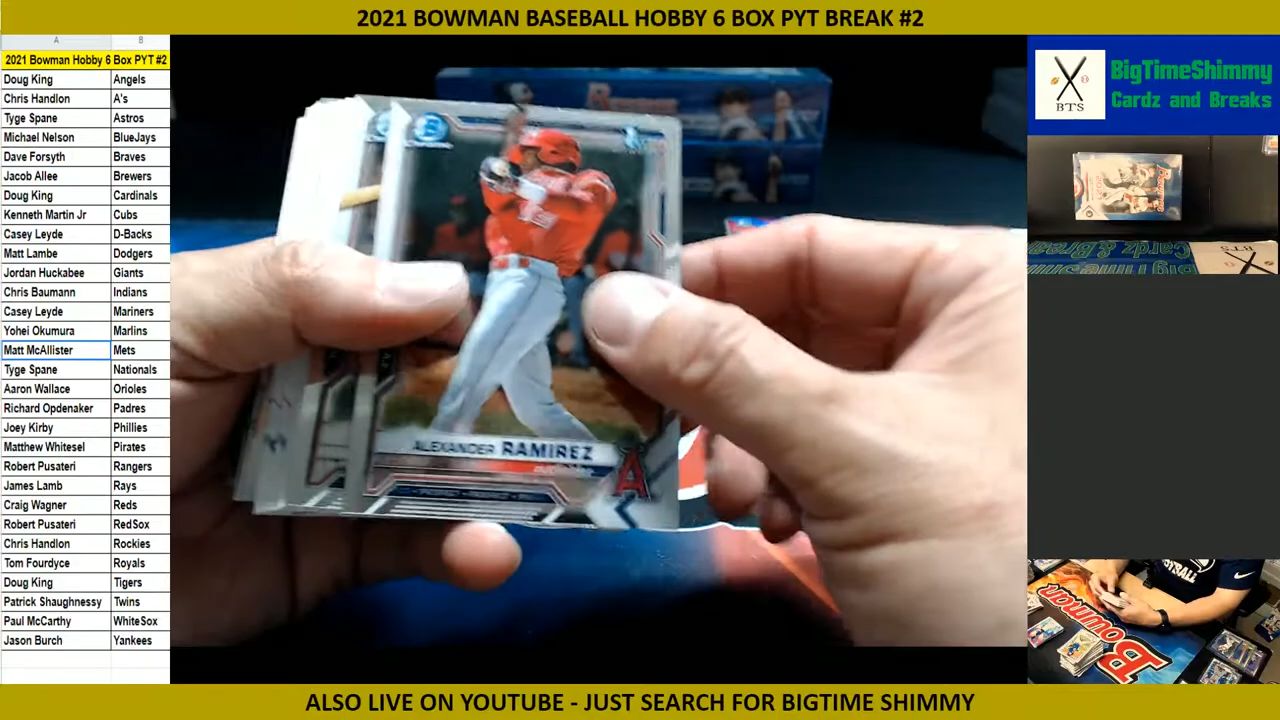 2021 BOWMAN BASEBALL HOBBY 6 BOX PYT BREAK #2
A B
2021 Bowman Hobby 6 Box PYT #2
Doug King Angels
Chris Handlon A's
Tyge Spane Astros
Michael Nelson BlueJays
Dave Forsyth Braves
Jacob Allee Brewers
Doug King Cardinals
Kenneth Martin Jr Cubs
Casey Leyde D-Backs
Matt Lambe Dodgers
Jordan Huckabee Giants
Chris Baumann Indians
Casey Leyde Mariners
Yohei Okumura Marlins
Matt McAllister Mets
Tyge Spane Nationals
Aaron Wallace Orioles
Richard Opdenaker Padres
Joey Kirby Phillies
Matthew Whitesel Pirates
Robert Pusateri Rangers
James Lamb Rays
Craig Wagner Reds
Robert Pusateri RedSox
Chris Handlon Rockies
Tom Fourdyce Royals
Doug King Tigers
Patrick Shaughnessy Twins
Paul McCarthy WhiteSox
Jason Burch Yankees
ALEXANDER RAMIREZ
A
BTS
BigTimeShimmy
Cardz and Breaks
Bowman
ALSO LIVE ON YOUTUBE - JUST SEARCH FOR BIGTIME SHIMMY